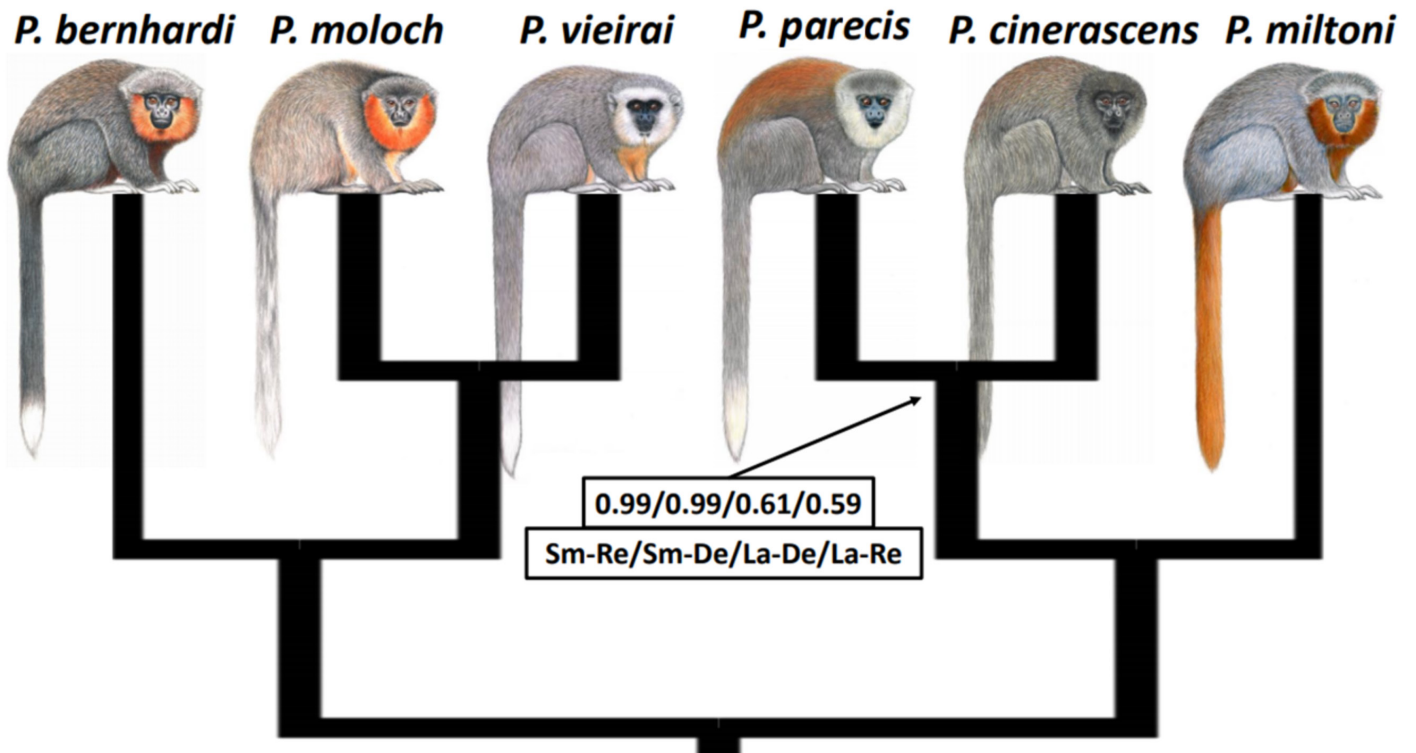 P. bernhardi P. moloch P. vieirai P. parecis P. cinerascens P. miltoni
0.99/0.99/0.61/0.59
Sm-Re/Sm-De/La-De/La-Re